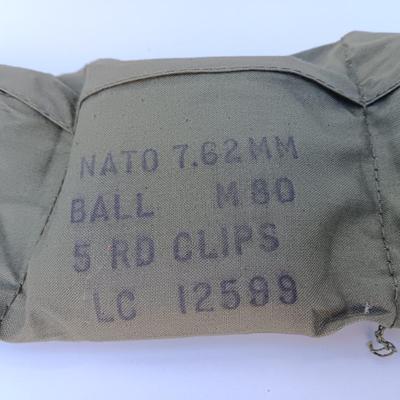 NATO 7.62MM
BALL M80
5 RD CLIPS
LC 12599